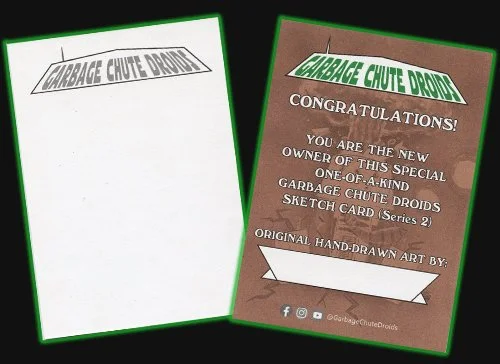 GARBAGE CHUTE DROIDS
GARBAGE CHUTE DROIDS
CONGRATULATIONS!
YOU ARE THE NEW
OWNER OF THIS SPECIAL
ONE-OF-A-KIND
GARBAGE CHUTE DROIDS
SKETCH CARD (Series 2)
ORIGINAL HAND-DRAWN ART BY:
@GarbageChuteDroids